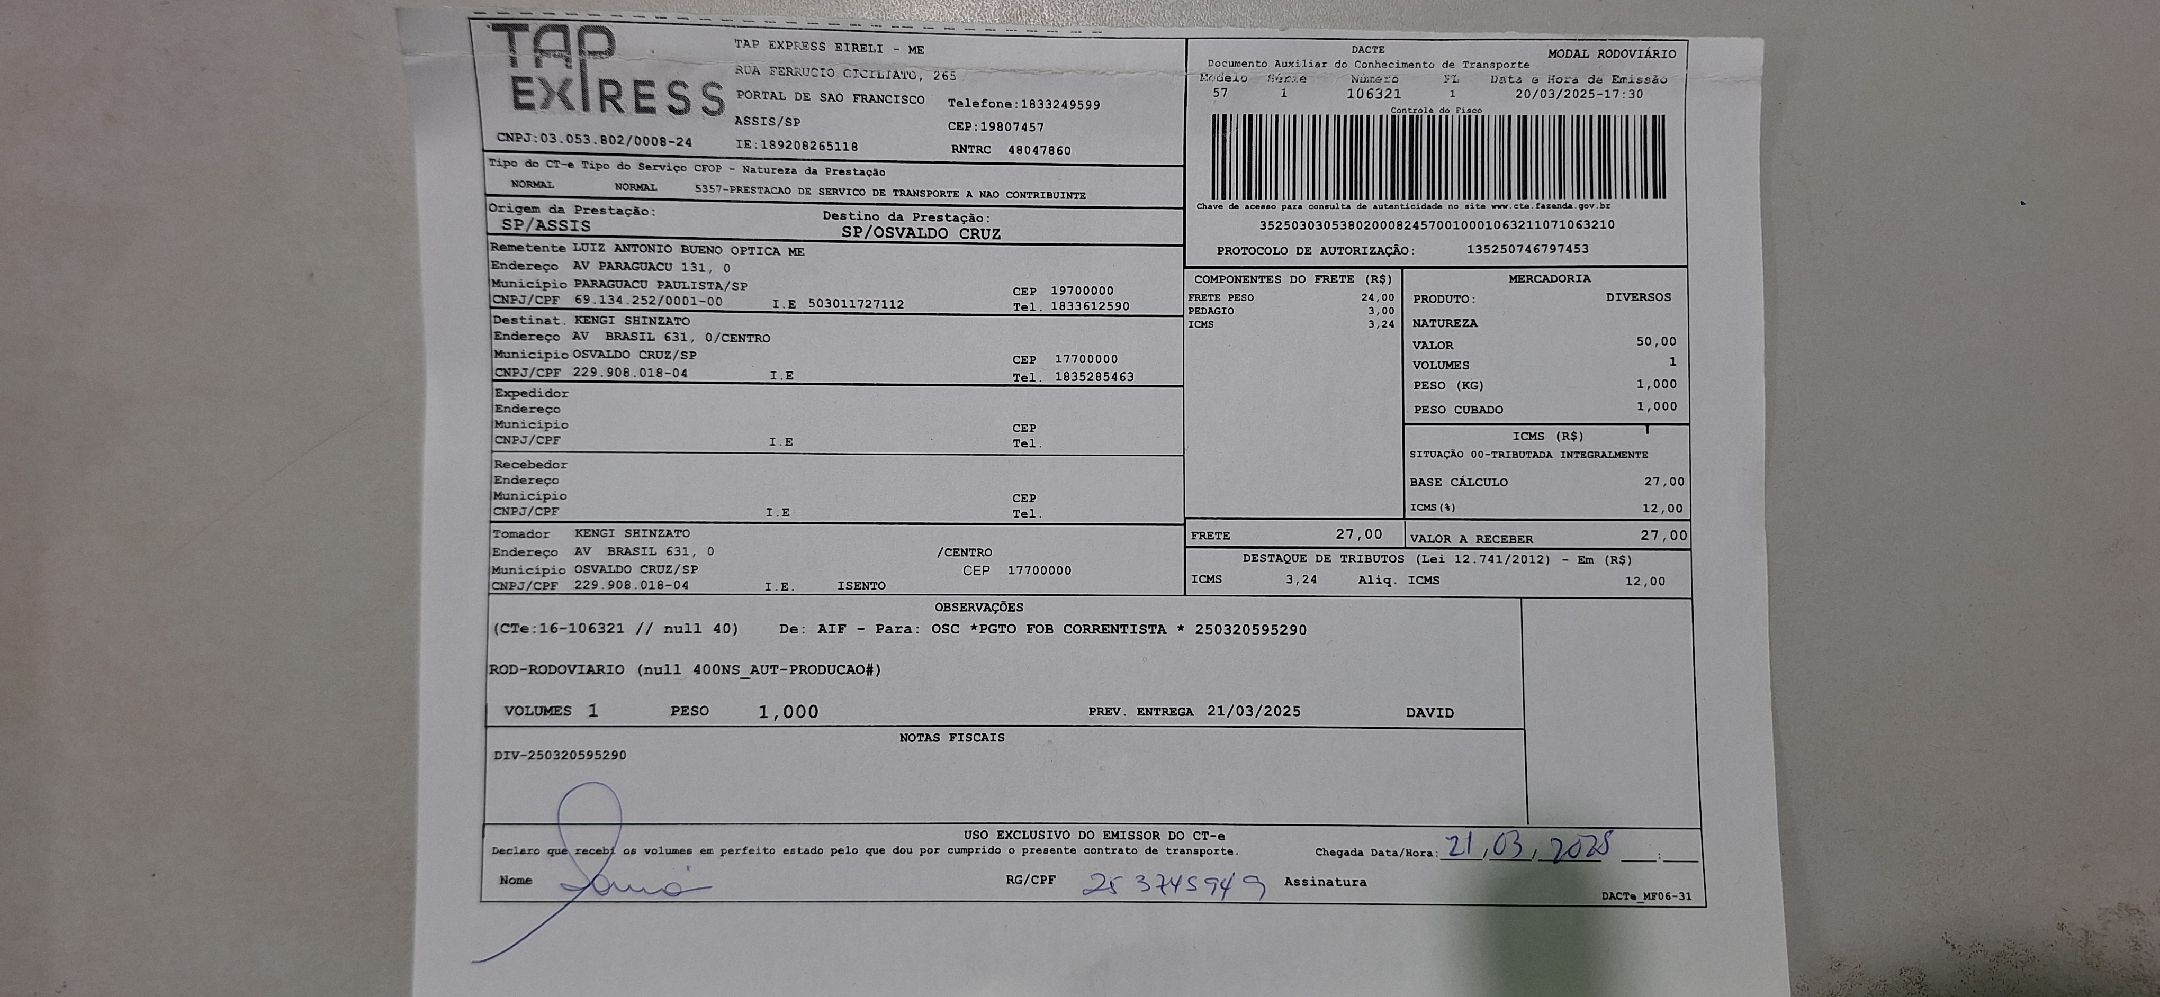 TAP
EXPRESS
CNPJ:03.053.802/0008-24
TAP EXPRESS EIRELI - ME
RUA FERRUCIO CICILIATO, 265
PORTAL DE SAO FRANCISCO Telefone:1833249599
ASSIS/SP CEP:19807457
IE:189208265118 RNTRC 48047860
DACTE MODAL RODOVIÁRIO
Documento Auxiliar do Conhecimento de Transporte
Modelo Série Número FL Data e Hora de Emissão
57 1 106321 1 20/03/2025-17:30
Controle do Fisco
Chave de acesso para consulta de autenticidade no site www.cte.fazenda.gov.br
35250303053802000824570010001063211071063210
PROTOCOLO DE AUTORIZAÇÃO: 135250746797453
Tipo do CT-e Tipo do Serviço CFOP - Natureza da Prestação
NORMAL NORMAL 5357-PRESTACAO DE SERVICO DE TRANSPORTE A NAO CONTRIBUINTE
Origem da Prestação: Destino da Prestação:
SP/ASSIS SP/OSVALDO CRUZ
Remetente LUIZ ANTONIO BUENO OPTICA ME
Endereço AV PARAGUACU 131, 0
Município PARAGUACU PAULISTA/SP CEP 19700000
CNPJ/CPF 69.134.252/0001-00 I.E 503011727112 Tel. 1833612590
Destinat. KENGI SHINZATO
Endereço AV BRASIL 631, 0/CENTRO
Município OSVALDO CRUZ/SP CEP 17700000
CNPJ/CPF 229.908.018-04 I.E Tel. 1835285463
Expedidor
Endereço
Município CEP
CNPJ/CPF I.E Tel.
Recebedor
Endereço
Município CEP
CNPJ/CPF I.E Tel.
Tomador KENGI SHINZATO
Endereço AV BRASIL 631, 0 /CENTRO
Município OSVALDO CRUZ/SP CEP 17700000
CNPJ/CPF 229.908.018-04 I.E. ISENTO
COMPONENTES DO FRETE (R$)
FRETE PESO 24,00
PEDAGIO 3,00
ICMS 3,24
MERCADORIA
PRODUTO: DIVERSOS
NATUREZA
VALOR 50,00
VOLUMES 1
PESO (KG) 1,000
PESO CUBADO 1,000
ICMS (R$)
SITUAÇÃO 00-TRIBUTADA INTEGRALMENTE
BASE CÁLCULO 27,00
ICMS(%) 12,00
FRETE 27,00 VALOR A RECEBER 27,00
DESTAQUE DE TRIBUTOS (Lei 12.741/2012) - Em (R$)
ICMS 3,24 Aliq. ICMS 12,00
OBSERVAÇÕES
(CTe:16-106321 // null 40) De: AIF - Para: OSC *PGTO FOB CORRENTISTA * 250320595290
ROD-RODOVIARIO (null 400NS_AUT-PRODUCAO#)
VOLUMES 1 PESO 1,000 PREV. ENTREGA 21/03/2025 DAVID
NOTAS FISCAIS
DIV-250320595290
USO EXCLUSIVO DO EMISSOR DO CT-e
Declaro que recebi os volumes em perfeito estado pelo que dou por cumprido o presente contrato de transporte. Chegada Data/Hora: 21,03,2025 __:__
Nome RG/CPF 253745949 Assinatura
DACTe_MF06-31